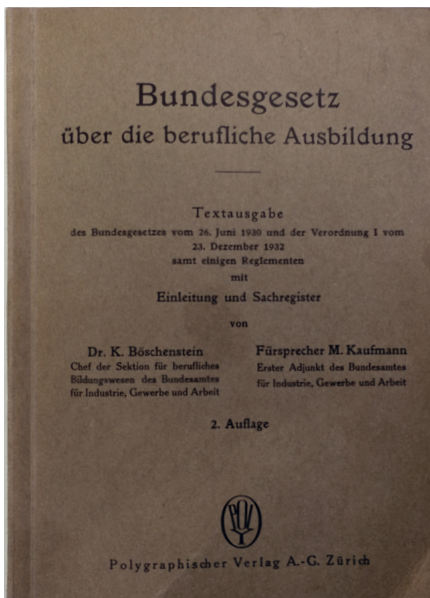 Bundesgesetz
über die berufliche Ausbildung
Textausgabe
des Bundesgesetzes vom 26. Juni 1930 und der Verordnung I vom
23. Dezember 1932
samt einigen Reglementen
mit
Einleitung und Sachregister
von
Dr. K. Böschenstein
Chef der Sektion für berufliches
Bildungswesen des Bundesamtes
für Industrie, Gewerbe und Arbeit
Fürsprecher M. Kaufmann
Erster Adjunkt des Bundesamtes
für Industrie, Gewerbe und Arbeit
2. Auflage
POLY
Polygraphischer Verlag A.-G. Zürich